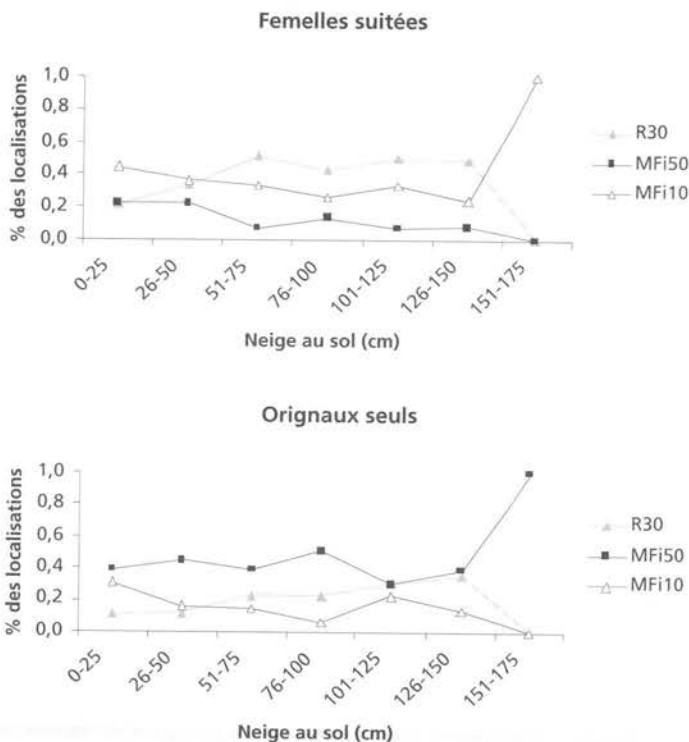 Femelles suitées
% des localisations
1,0
0,8
0,6
0,4
0,2
0,0
0-25
26-50
51-75
76-100
101-125
126-150
151-175
Neige au sol (cm)
R30
MFi50
MFi10
Orignaux seuls
% des localisations
1,0
0,8
0,6
0,4
0,2
0,0
0-25
26-50
51-75
76-100
101-125
126-150
151-175
Neige au sol (cm)
R30
MFi50
MFi10